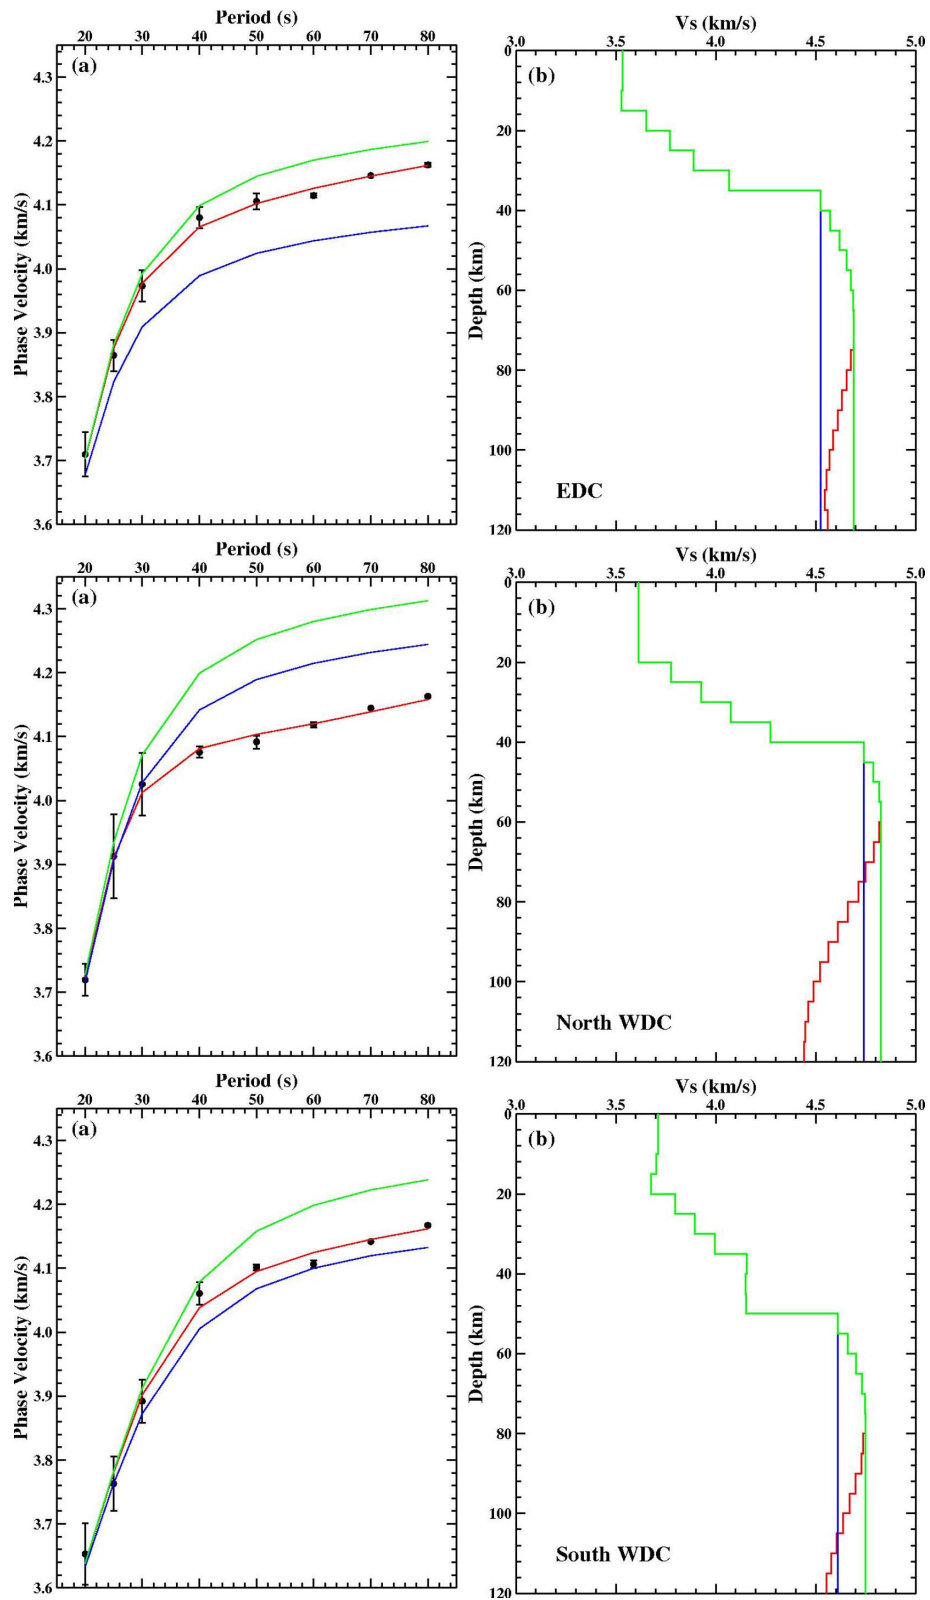 Period (s)
20 30 40 50 60 70 80
(a)
4.3
4.2
4.1
4.0
3.9
3.8
3.7
3.6
Phase Velocity (km/s)
Vs (km/s)
3.0 3.5 4.0 4.5 5.0
(b)
0
20
40
60
80
100
120
Depth (km)
EDC
Period (s)
20 30 40 50 60 70 80
(a)
4.3
4.2
4.1
4.0
3.9
3.8
3.7
3.6
Phase Velocity (km/s)
Vs (km/s)
3.0 3.5 4.0 4.5 5.0
(b)
0
20
40
60
80
100
120
Depth (km)
North WDC
Period (s)
20 30 40 50 60 70 80
(a)
4.3
4.2
4.1
4.0
3.9
3.8
3.7
3.6
Phase Velocity (km/s)
Vs (km/s)
3.0 3.5 4.0 4.5 5.0
(b)
0
20
40
60
80
100
120
Depth (km)
South WDC